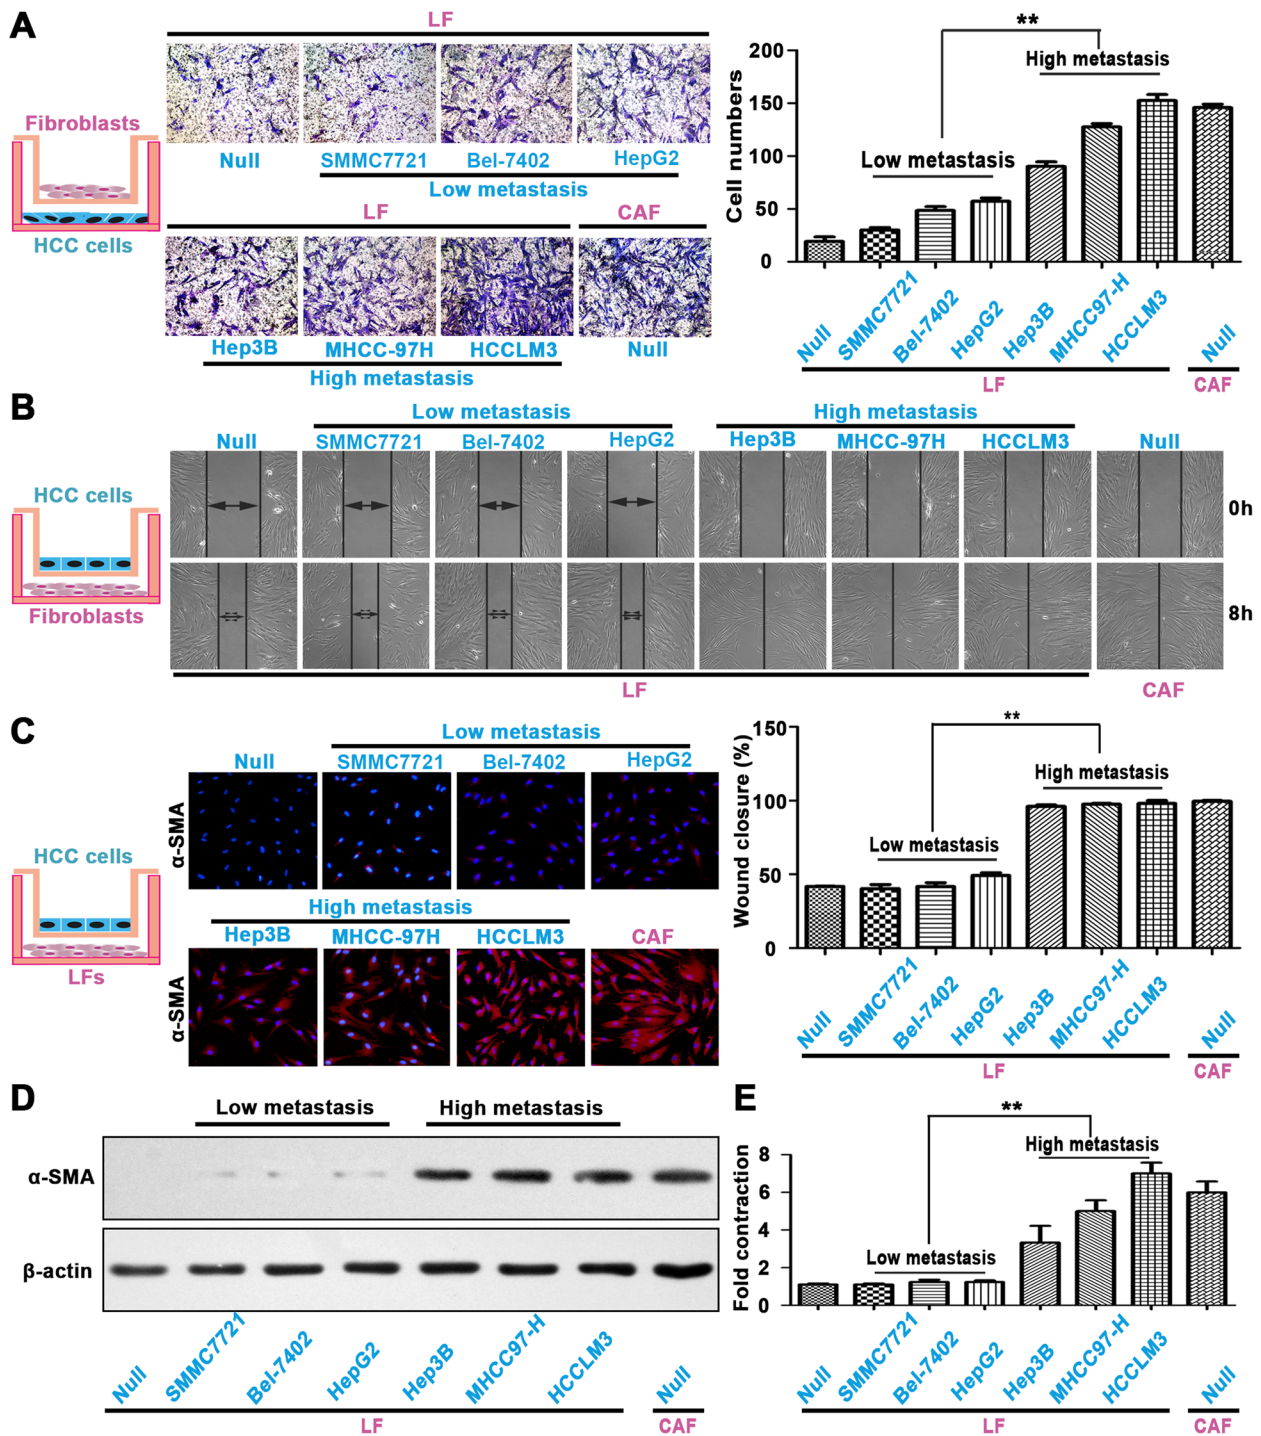 A
LF
Fibroblasts
HCC cells
Null
SMMC7721
Bel-7402
HepG2
Low metastasis
LF
CAF
Hep3B
MHCC-97H
HCCLM3
Null
High metastasis
**
High metastasis
Low metastasis
Cell numbers
200
150
100
50
0
Null
SMMC7721
Bel-7402
HepG2
Hep3B
MHCC97-H
HCCLM3
Null
LF
CAF
B
Low metastasis
High metastasis
Null
SMMC7721
Bel-7402
HepG2
Hep3B
MHCC-97H
HCCLM3
Null
HCC cells
Fibroblasts
0h
8h
LF
CAF
C
Low metastasis
Null
SMMC7721
Bel-7402
HepG2
α-SMA
HCC cells
LFs
High metastasis
Hep3B
MHCC-97H
HCCLM3
CAF
α-SMA
**
High metastasis
Low metastasis
Wound closure (%)
150
100
50
0
Null
SMMC7721
Bel-7402
HepG2
Hep3B
MHCC97-H
HCCLM3
Null
LF
CAF
D
Low metastasis
High metastasis
α-SMA
β-actin
Null
SMMC7721
Bel-7402
HepG2
Hep3B
MHCC97-H
HCCLM3
Null
LF
CAF
E
**
High metastasis
Low metastasis
Fold contraction
8
6
4
2
0
Null
SMMC7721
Bel-7402
HepG2
Hep3B
MHCC97-H
HCCLM3
Null
LF
CAF